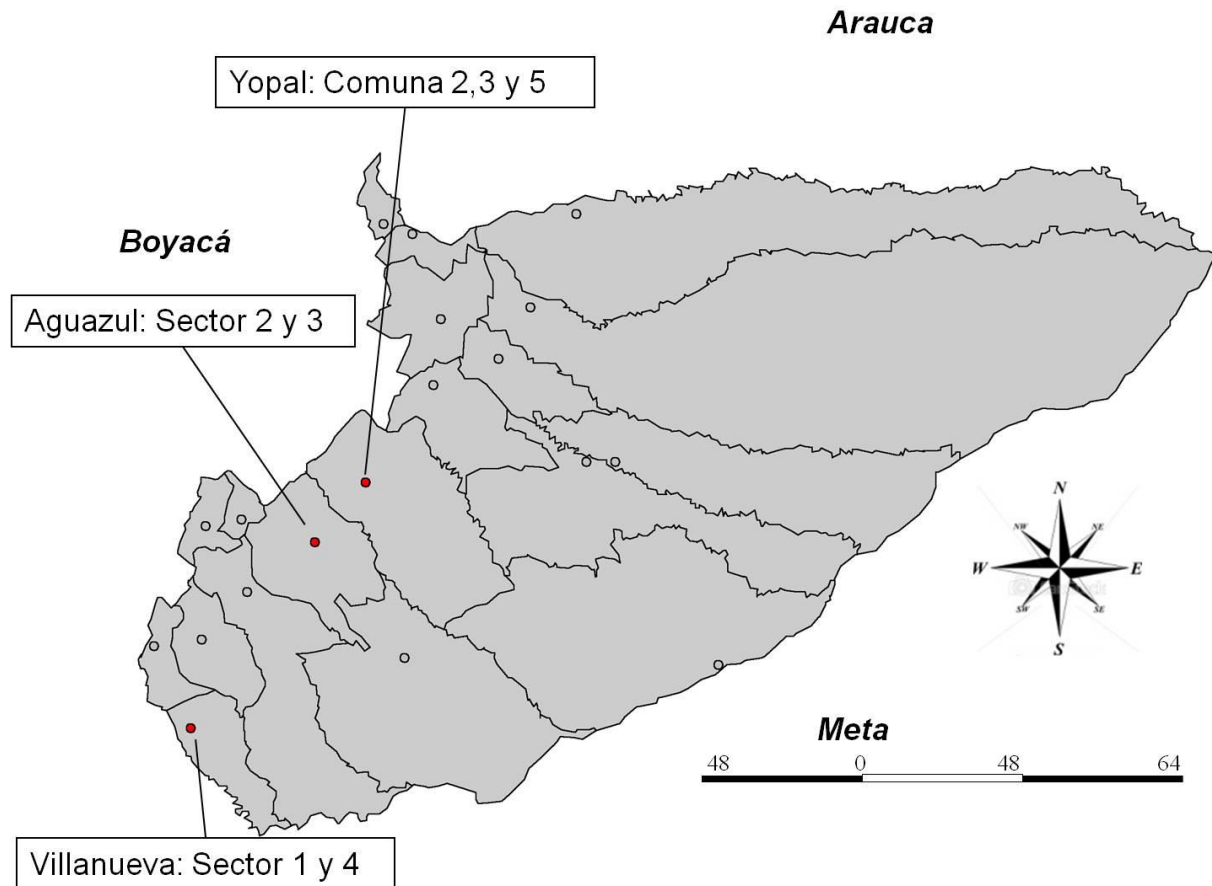 Arauca
Yopal: Comuna 2,3 y 5
Boyacá
Aguazul: Sector 2 y 3
N
NW
NE
W
E
SW
SE
S
Meta
48
0
48
64
Villanueva: Sector 1 y 4